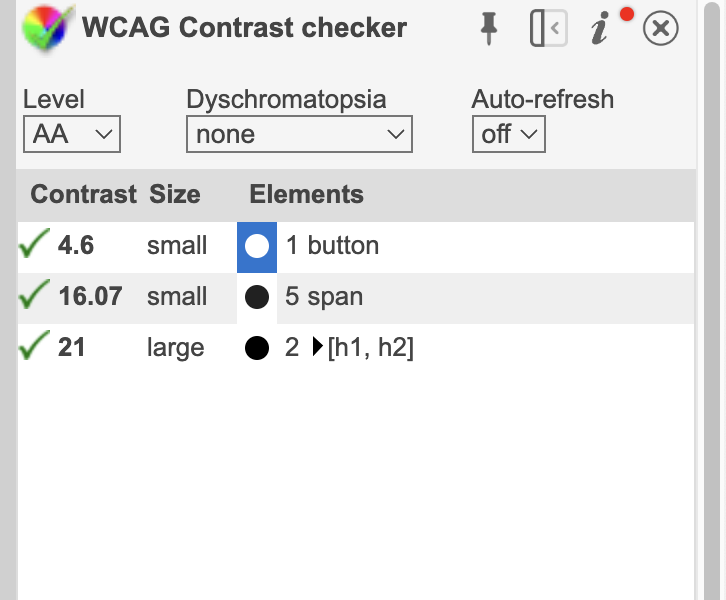 WCAG Contrast checker
Level Dyschromatopsia Auto-refresh
AA none off
Contrast Size Elements
4.6 small 1 button
16.07 small 5 span
21 large 2 [h1, h2]